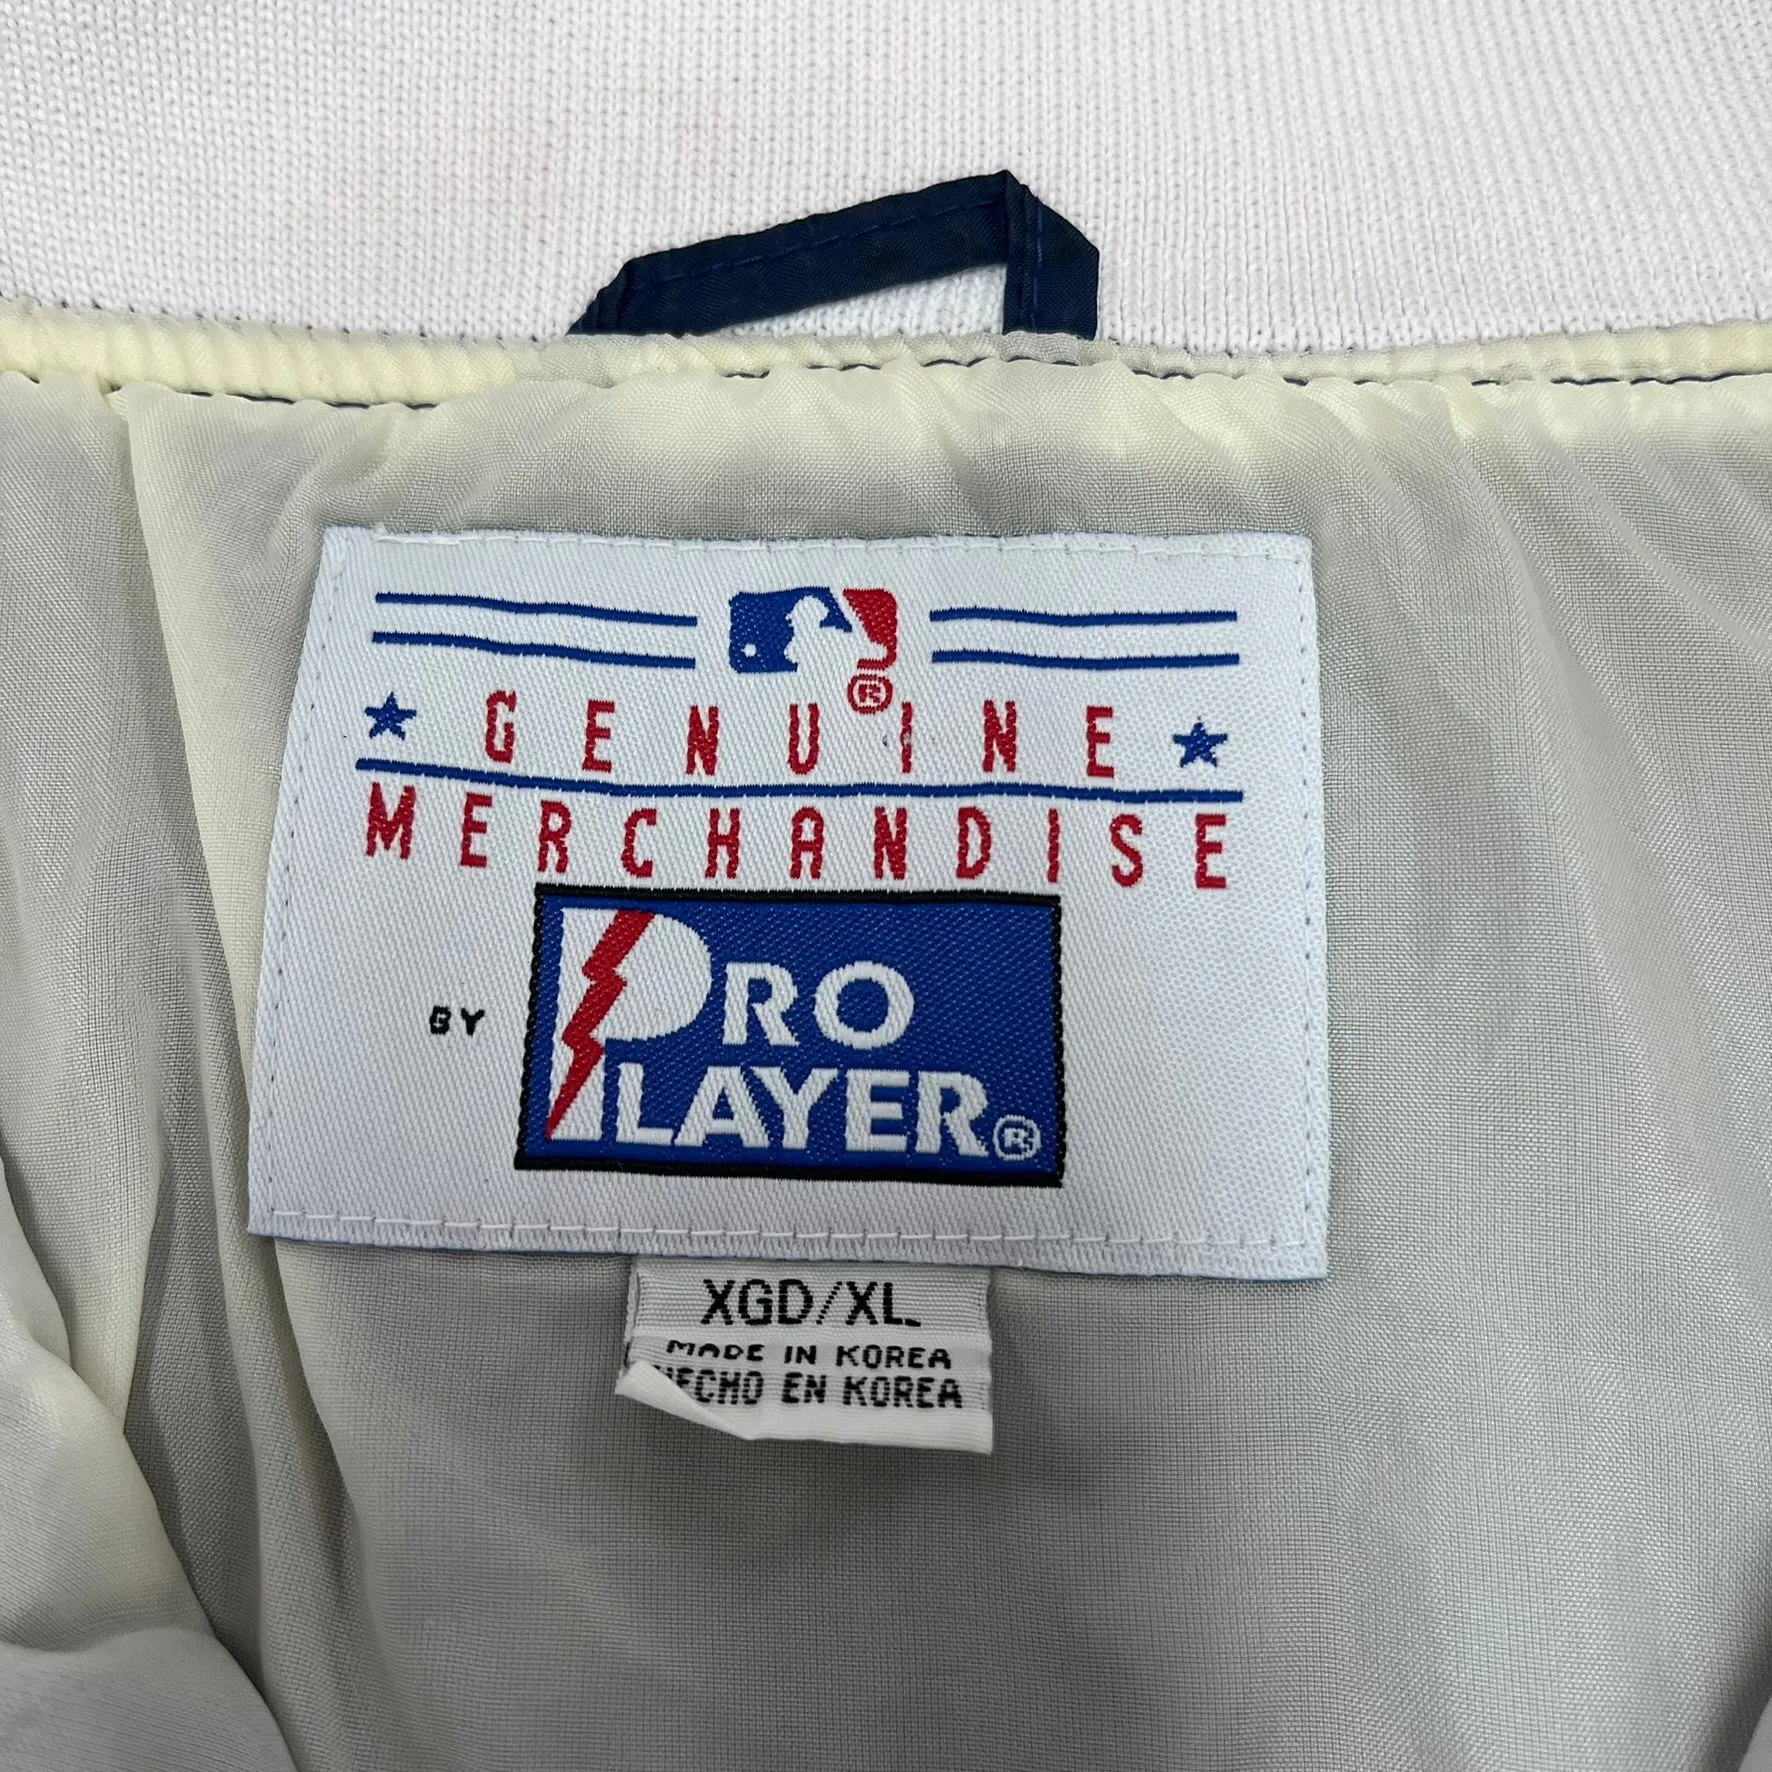 ®
GENUINE
MERCHANDISE
BY
PRO
PLAYER®
XGD/XL
MADE IN KOREA
HECHO EN KOREA